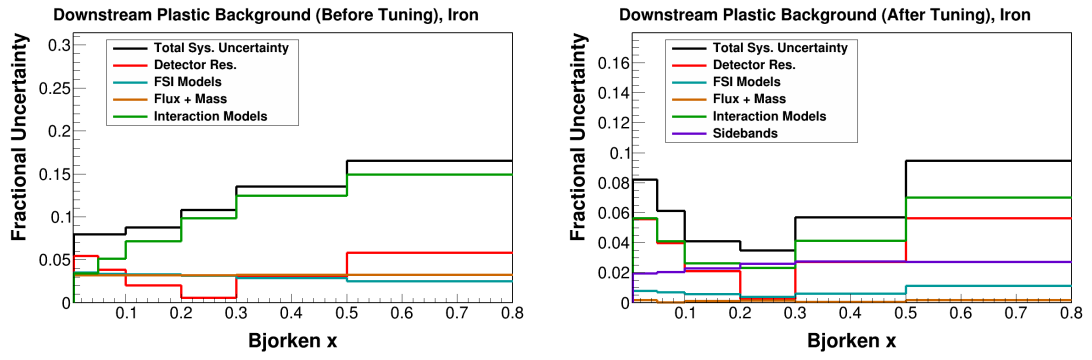 Downstream Plastic Background (Before Tuning), Iron
Fractional Uncertainty
0.3
0.25
0.2
0.15
0.1
0.05
0
Total Sys. Uncertainty
Detector Res.
FSI Models
Flux + Mass
Interaction Models
0.1 0.2 0.3 0.4 0.5 0.6 0.7 0.8
Bjorken x
Downstream Plastic Background (After Tuning), Iron
Fractional Uncertainty
0.16
0.14
0.12
0.1
0.08
0.06
0.04
0.02
0
Total Sys. Uncertainty
Detector Res.
FSI Models
Flux + Mass
Interaction Models
Sidebands
0.1 0.2 0.3 0.4 0.5 0.6 0.7 0.8
Bjorken x